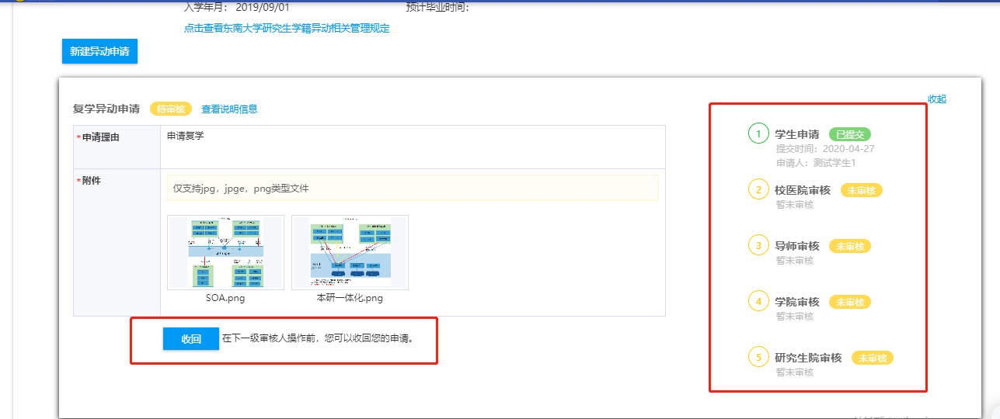 入学年月： 2019/09/01 预计毕业时间：
点击查看东南大学研究生学籍异动相关管理规定
新建异动申请
复学异动申请 待审核 查看说明信息
收起
*申请理由 申请复学
*附件 仅支持jpg，jpge，png类型文件
SOA.png 本研一体化.png
收回 在下一级审核人操作前，您可以收回您的申请。
1 学生申请 已提交
提交时间：2020-04-27
申请人：测试学生1
2 校医院审核 未审核
暂未审核
3 导师审核 未审核
暂未审核
4 学院审核 未审核
暂未审核
5 研究生院审核 未审核
暂未审核